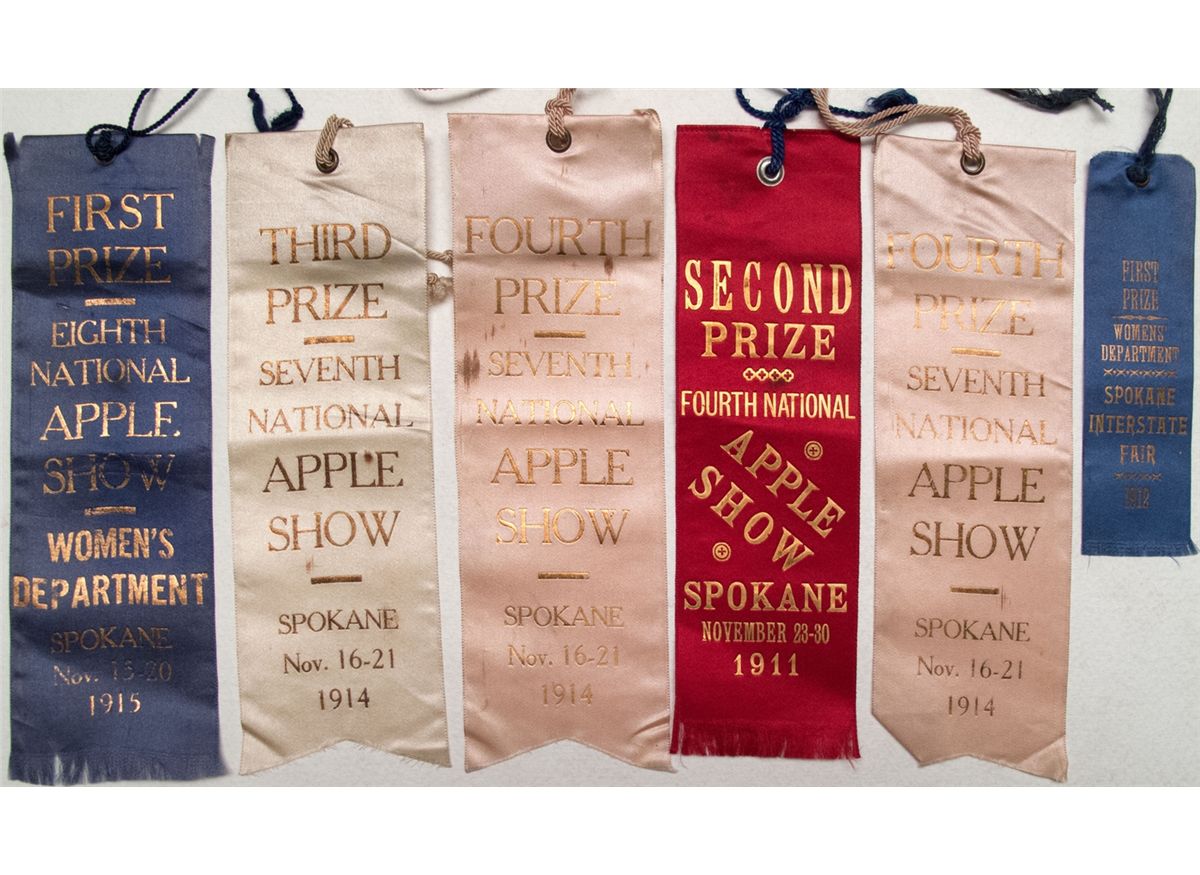 FIRST
PRIZE
EIGHTH
NATIONAL
APPLE
SHOW
WOMEN'S
DEPARTMENT
SPOKANE
Nov. 15-20
1915
THIRD
PRIZE
SEVENTH
NATIONAL
APPLE
SHOW
SPOKANE
Nov. 16-21
1914
FOURTH
PRIZE
SEVENTH
NATIONAL
APPLE
SHOW
SPOKANE
Nov. 16-21
1914
SECOND
PRIZE
FOURTH NATIONAL
APPLE
SHOW
SPOKANE
NOVEMBER 23-30
1911
FOURTH
PRIZE
SEVENTH
NATIONAL
APPLE
SHOW
SPOKANE
Nov. 16-21
1914
FIRST
PRIZE
WOMENS'
DEPARTMENT
SPOKANE
INTERSTATE
FAIR
1912